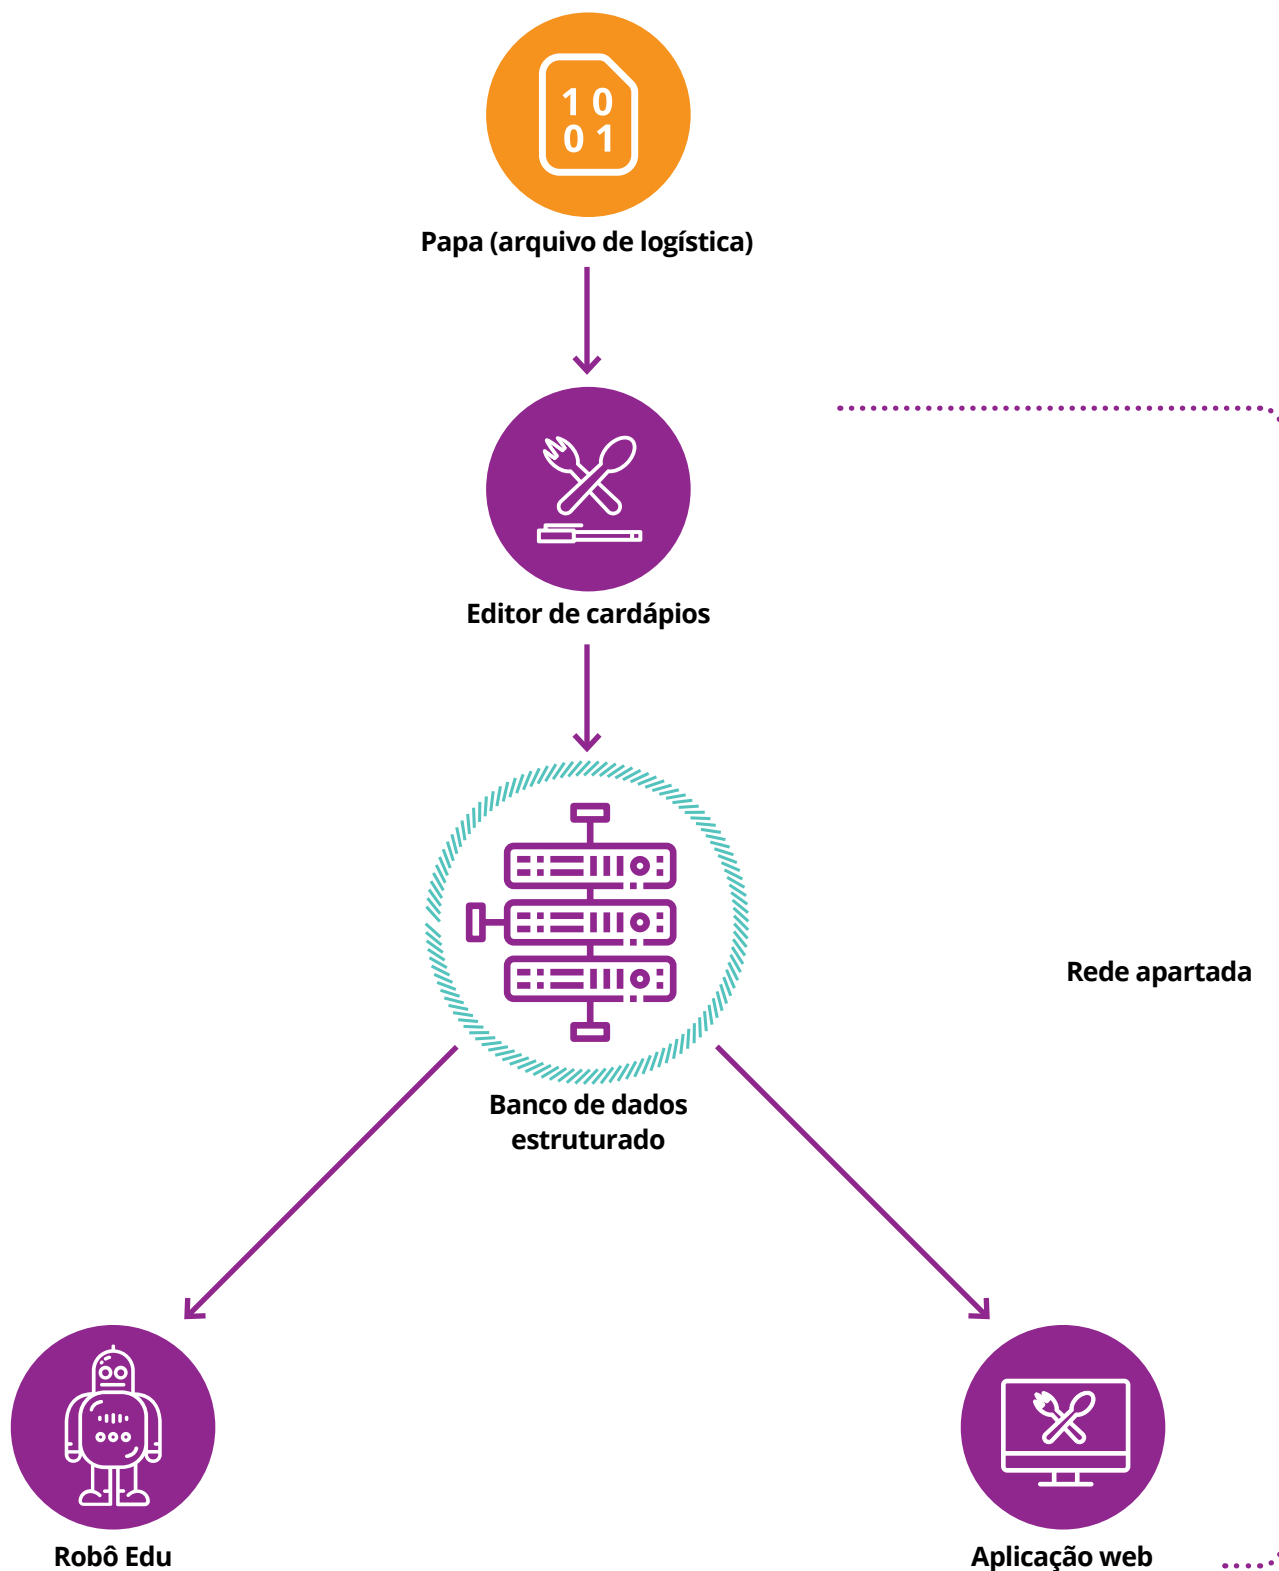 1 0
0 1
Papa (arquivo de logística)
Editor de cardápios
Rede apartada
Banco de dados
estruturado
Robô Edu
Aplicação web